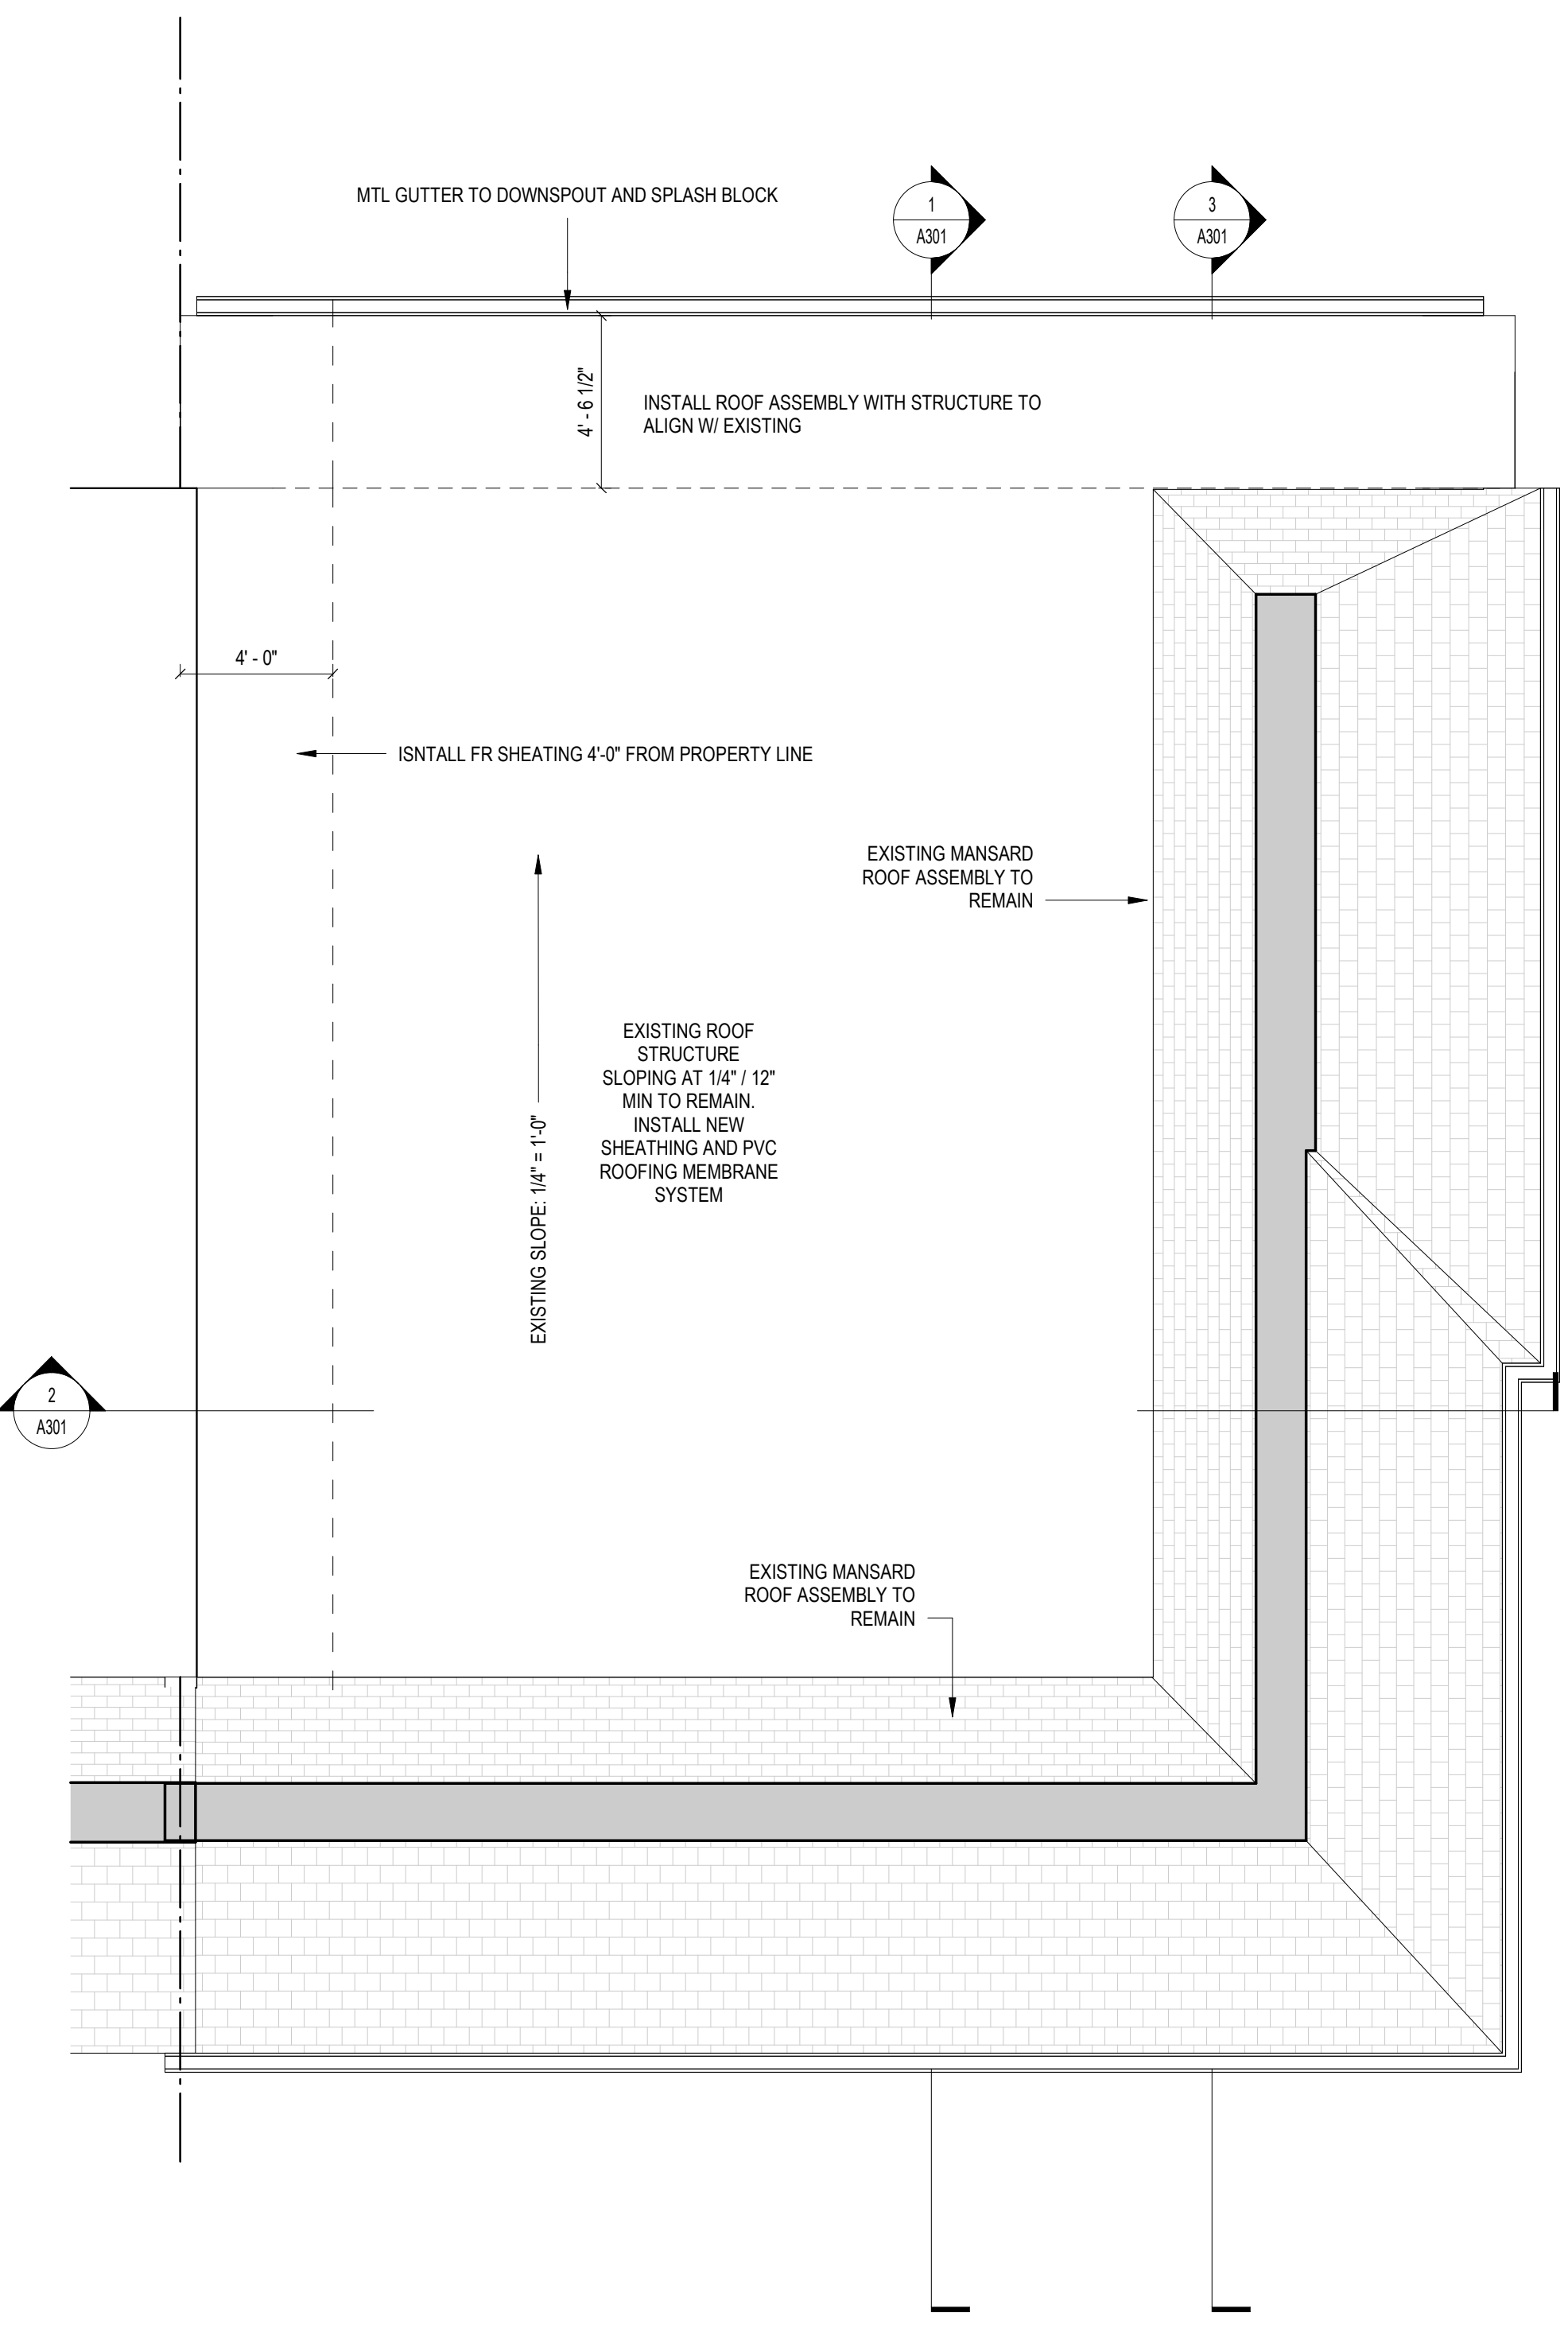 MTL GUTTER TO DOWNSPOUT AND SPLASH BLOCK
1
A301
3
A301
4' - 6 1/2"
INSTALL ROOF ASSEMBLY WITH STRUCTURE TO
ALIGN W/ EXISTING
4' - 0"
ISNTALL FR SHEATING 4'-0" FROM PROPERTY LINE
EXISTING MANSARD
ROOF ASSEMBLY TO
REMAIN
EXISTING SLOPE: 1/4" = 1'-0"
EXISTING ROOF
STRUCTURE
SLOPING AT 1/4" / 12"
MIN TO REMAIN.
INSTALL NEW
SHEATHING AND PVC
ROOFING MEMBRANE
SYSTEM
2
A301
EXISTING MANSARD
ROOF ASSEMBLY TO
REMAIN